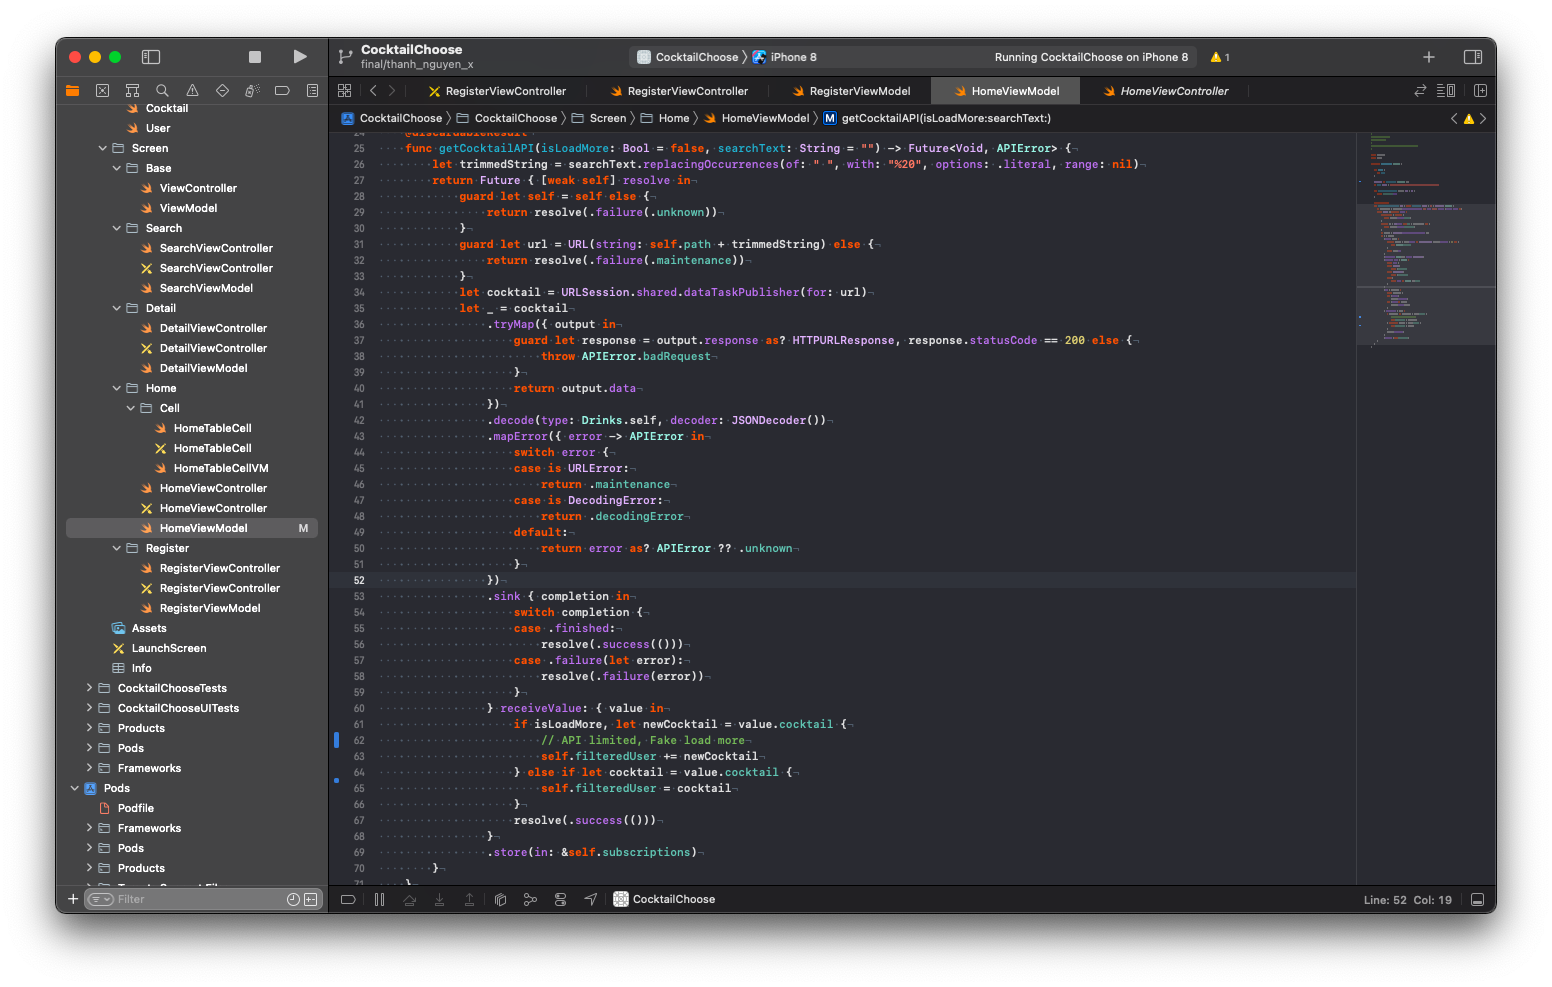 CocktailChoose
final/thanh_nguyen_x
CocktailChoose 〉 iPhone 8
Running CocktailChoose on iPhone 8
1
RegisterViewController
RegisterViewController
RegisterViewModel
HomeViewModel
HomeViewController
CocktailChoose 〉 CocktailChoose 〉 Screen 〉 Home 〉 HomeViewModel 〉 M getCocktailAPI(isLoadMore:searchText:)
Cocktail
User
Screen
Base
ViewController
ViewModel
Search
SearchViewController
SearchViewController
SearchViewModel
Detail
DetailViewController
DetailViewController
DetailViewModel
Home
Cell
HomeTableCell
HomeTableCell
HomeTableCellVM
HomeViewController
HomeViewController
HomeViewModel M
Register
RegisterViewController
RegisterViewController
RegisterViewModel
Assets
LaunchScreen
Info
CocktailChooseTests
CocktailChooseUITests
Products
Pods
Frameworks
Pods
Podfile
Frameworks
Pods
Products
Filter
24 @discardableResult
25 func getCocktailAPI(isLoadMore: Bool = false, searchText: String = "") -> Future<Void, APIError> {
26 let trimmedString = searchText.replacingOccurrences(of: " ", with: "%20", options: .literal, range: nil)
27 return Future { [weak self] resolve in
28 guard let self = self else {
29 return resolve(.failure(.unknown))
30 }
31 guard let url = URL(string: self.path + trimmedString) else {
32 return resolve(.failure(.maintenance))
33 }
34 let cocktail = URLSession.shared.dataTaskPublisher(for: url)
35 let _ = cocktail
36 .tryMap({ output in
37 guard let response = output.response as? HTTPURLResponse, response.statusCode == 200 else {
38 throw APIError.badRequest
39 }
40 return output.data
41 })
42 .decode(type: Drinks.self, decoder: JSONDecoder())
43 .mapError({ error -> APIError in
44 switch error {
45 case is URLError:
46 return .maintenance
47 case is DecodingError:
48 return .decodingError
49 default:
50 return error as? APIError ?? .unknown
51 }
52 })
53 .sink { completion in
54 switch completion {
55 case .finished:
56 resolve(.success(()))
57 case .failure(let error):
58 resolve(.failure(error))
59 }
60 } receiveValue: { value in
61 if isLoadMore, let newCocktail = value.cocktail {
62 // API limited, Fake load more
63 self.filteredUser += newCocktail
64 } else if let cocktail = value.cocktail {
65 self.filteredUser = cocktail
66 }
67 resolve(.success(()))
68 }
69 .store(in: &self.subscriptions)
70 }
71 }
CocktailChoose
Line: 52 Col: 19